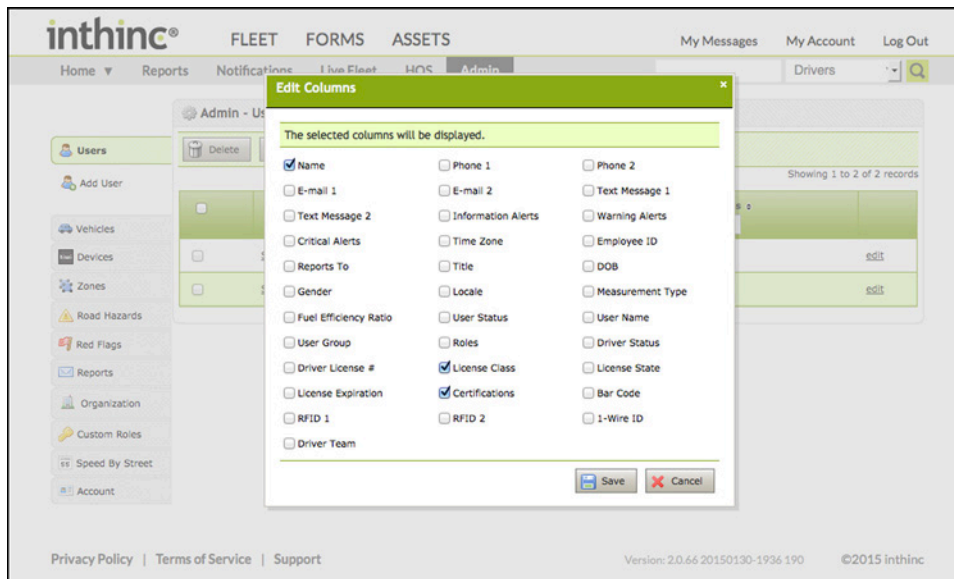 inthinc®
FLEET FORMS ASSETS
My Messages My Account Log Out
Home ▼ Reports Notifications Live Fleet HOS Admin
Drivers
Edit Columns
Admin - Us
The selected columns will be displayed.
Users
Delete
Add User
Showing 1 to 2 of 2 records
Name Phone 1 Phone 2
E-mail 1 E-mail 2 Text Message 1
Text Message 2 Information Alerts Warning Alerts
Critical Alerts Time Zone Employee ID
Reports To Title DOB
Gender Locale Measurement Type
Fuel Efficiency Ratio User Status User Name
User Group Roles Driver Status
Driver License # License Class License State
License Expiration Certifications Bar Code
RFID 1 RFID 2 1-Wire ID
Driver Team
Save Cancel
Vehicles
Devices
Zones
Road Hazards
Red Flags
Reports
Organization
Custom Roles
Speed By Street
Account
edit
edit
Privacy Policy | Terms of Service | Support
Version: 2.0.66 20150130-1936 190
©2015 inthinc